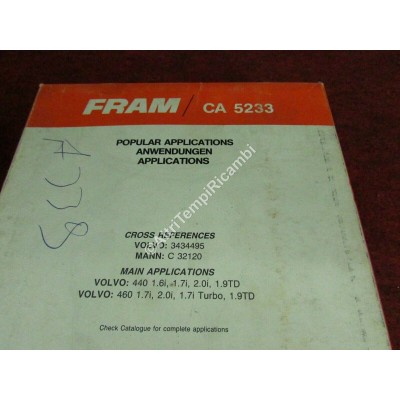 FRAM / CA 5233
POPULAR APPLICATIONS
ANWENDUNGEN
APPLICATIONS
CROSS REFERENCES
VOLVO: 3434495
MANN: C 32120
MAIN APPLICATIONS
VOLVO: 440 1.6i, 1.7i, 2.0i, 1.9TD
VOLVO: 460 1.7i, 2.0i, 1.7i Turbo, 1.9TD
Check Catalogue for complete applications